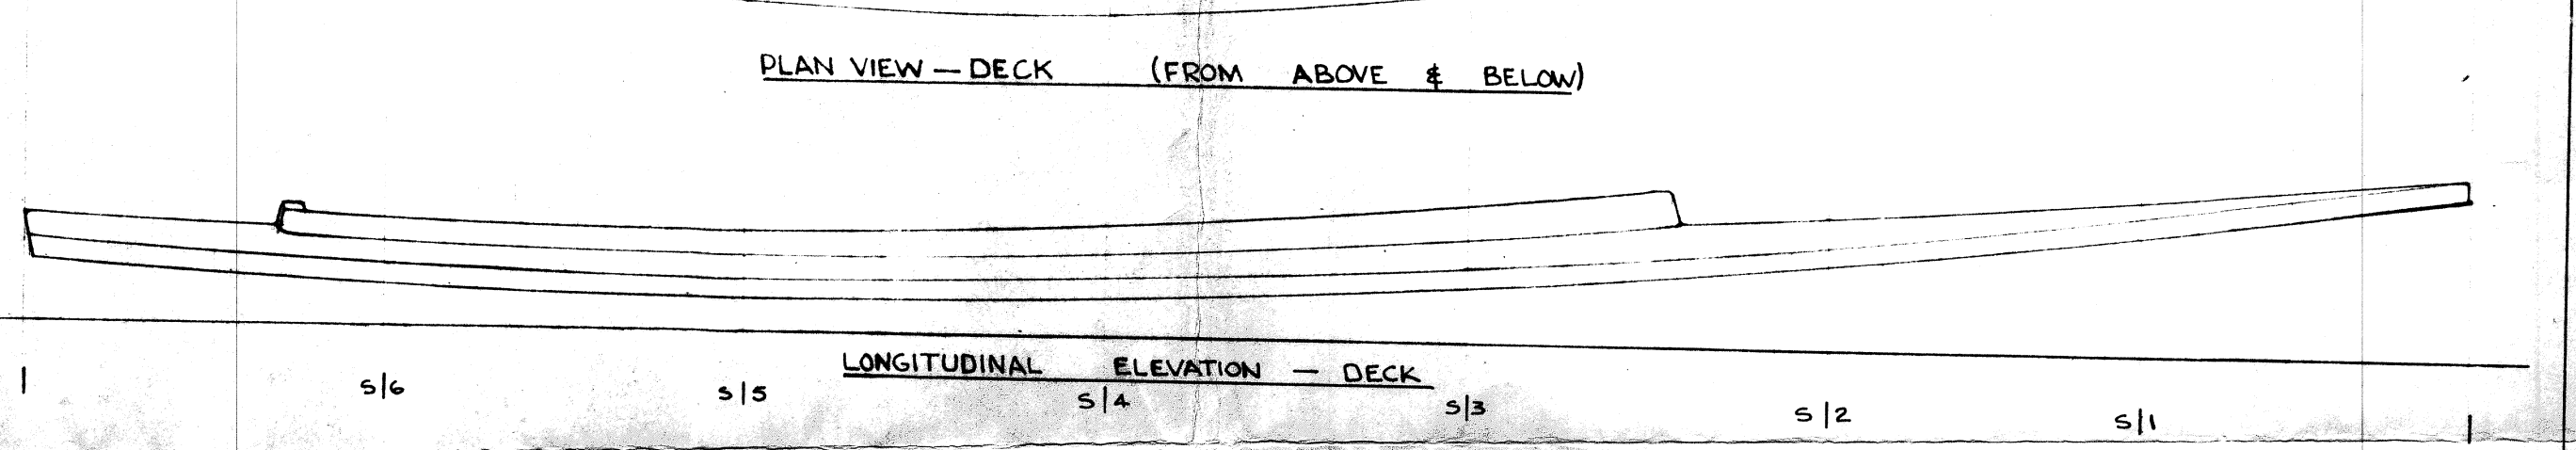 PLAN VIEW — DECK (FROM ABOVE & BELOW)
LONGITUDINAL ELEVATION — DECK
S|6 S|5 S|4 S|3 S|2 S|1